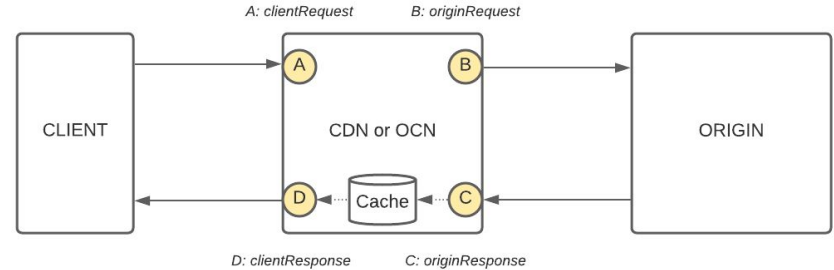 A: clientRequest
B: originRequest
A
B
CLIENT
CDN or OCN
ORIGIN
D
Cache
C
D: clientResponse
C: originResponse